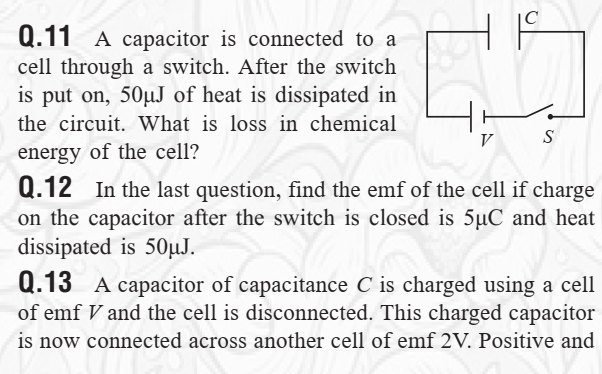 Q.11 A capacitor is connected to a
cell through a switch. After the switch
is put on, 50μJ of heat is dissipated in
the circuit. What is loss in chemical
energy of the cell?
C
V
S
Q.12 In the last question, find the emf of the cell if charge
on the capacitor after the switch is closed is 5μC and heat
dissipated is 50μJ.
Q.13 A capacitor of capacitance C is charged using a cell
of emf V and the cell is disconnected. This charged capacitor
is now connected across another cell of emf 2V. Positive and